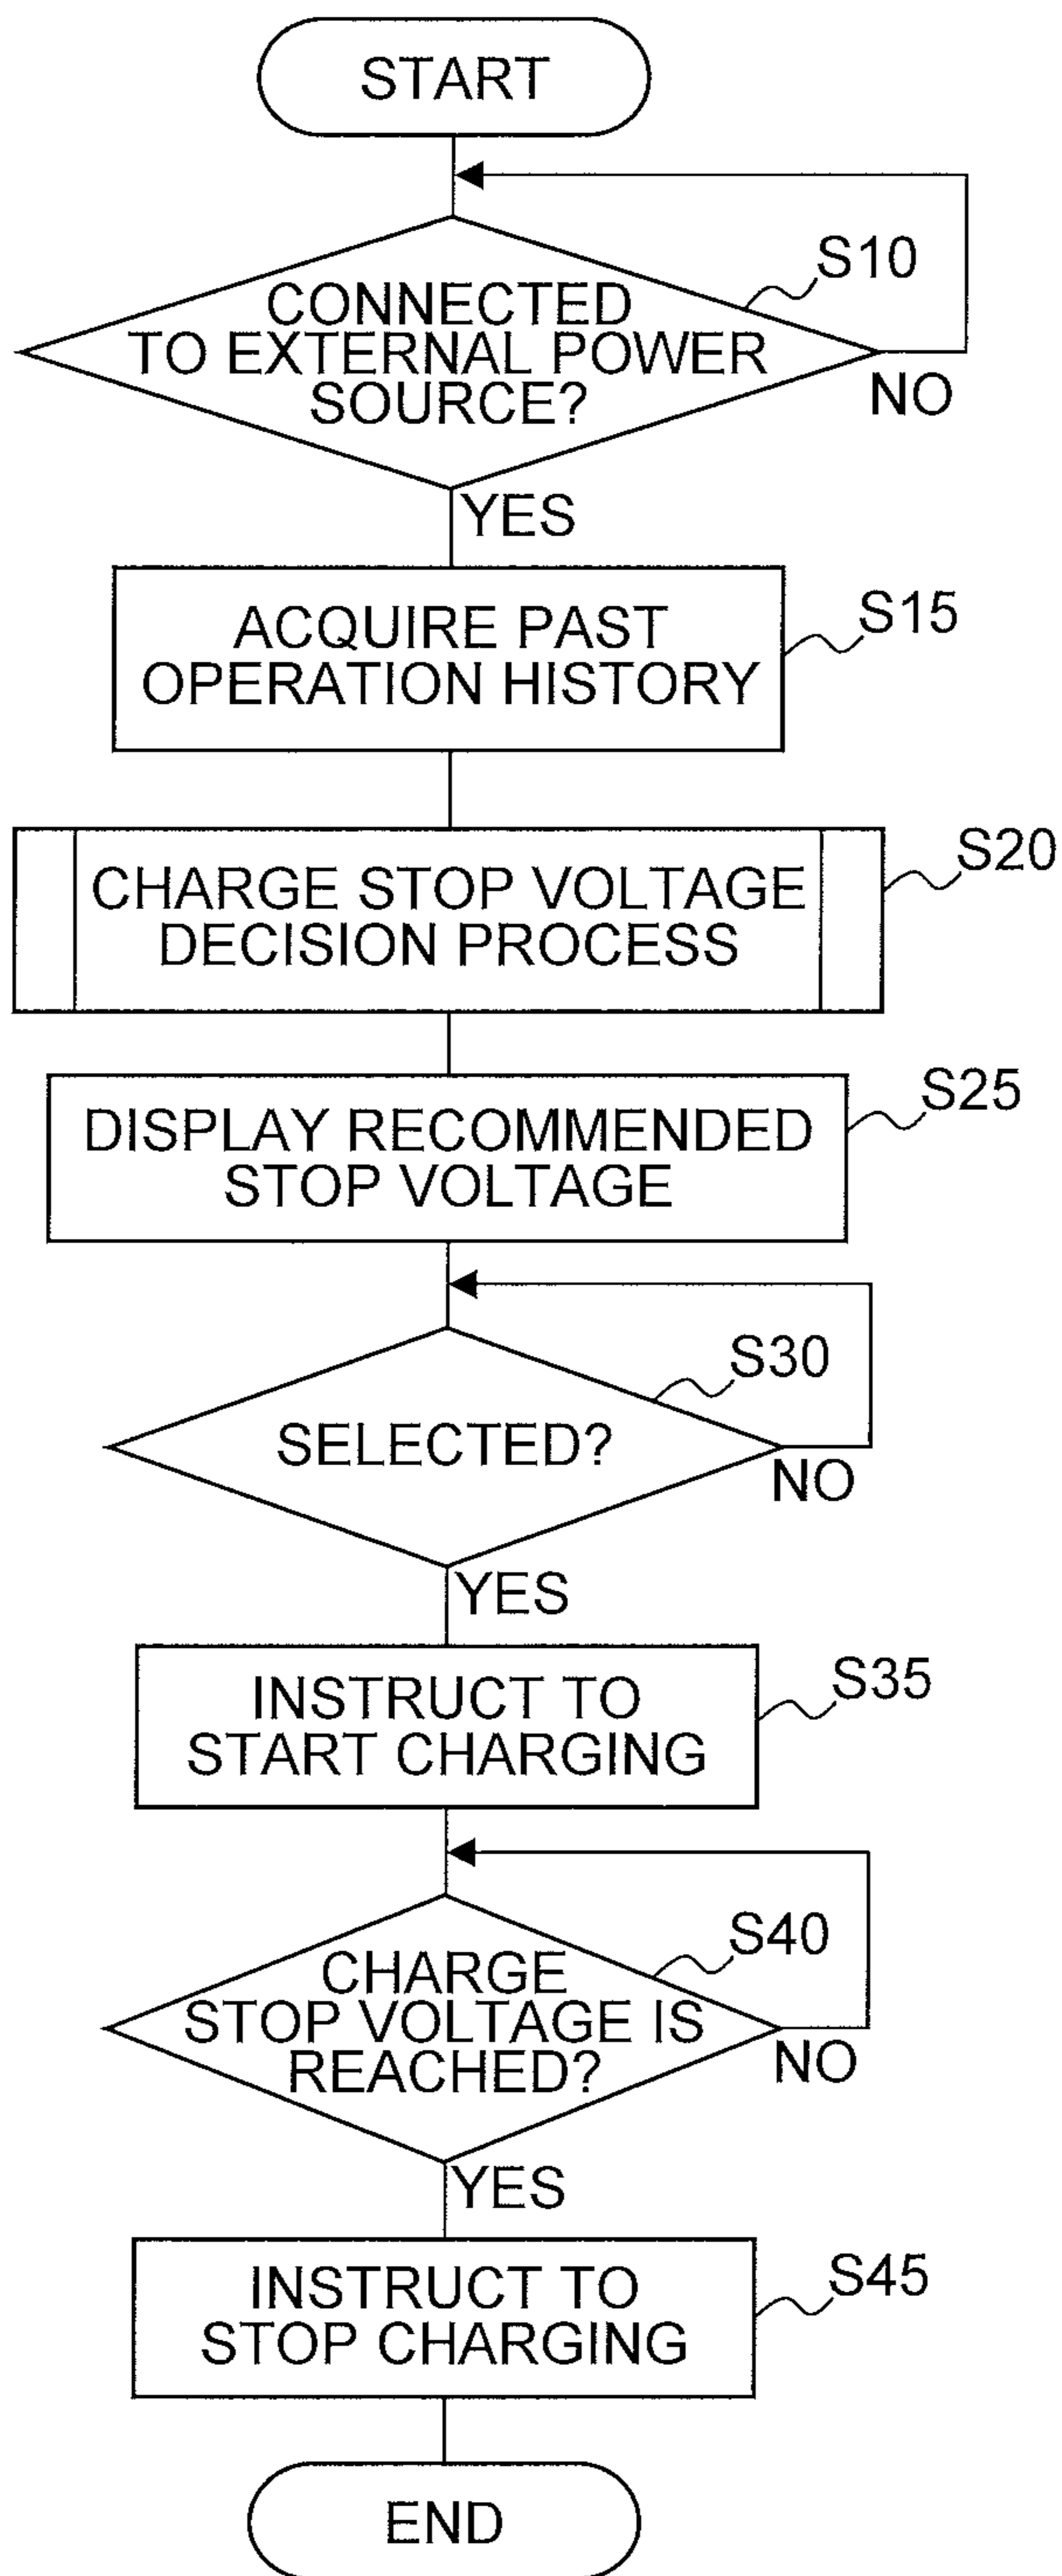 START
S10
CONNECTED
TO EXTERNAL POWER
SOURCE?
NO
YES
S15
ACQUIRE PAST
OPERATION HISTORY
S20
CHARGE STOP VOLTAGE
DECISION PROCESS
S25
DISPLAY RECOMMENDED
STOP VOLTAGE
S30
SELECTED?
NO
YES
S35
INSTRUCT TO
START CHARGING
S40
CHARGE
STOP VOLTAGE IS
REACHED?
NO
YES
S45
INSTRUCT TO
STOP CHARGING
END